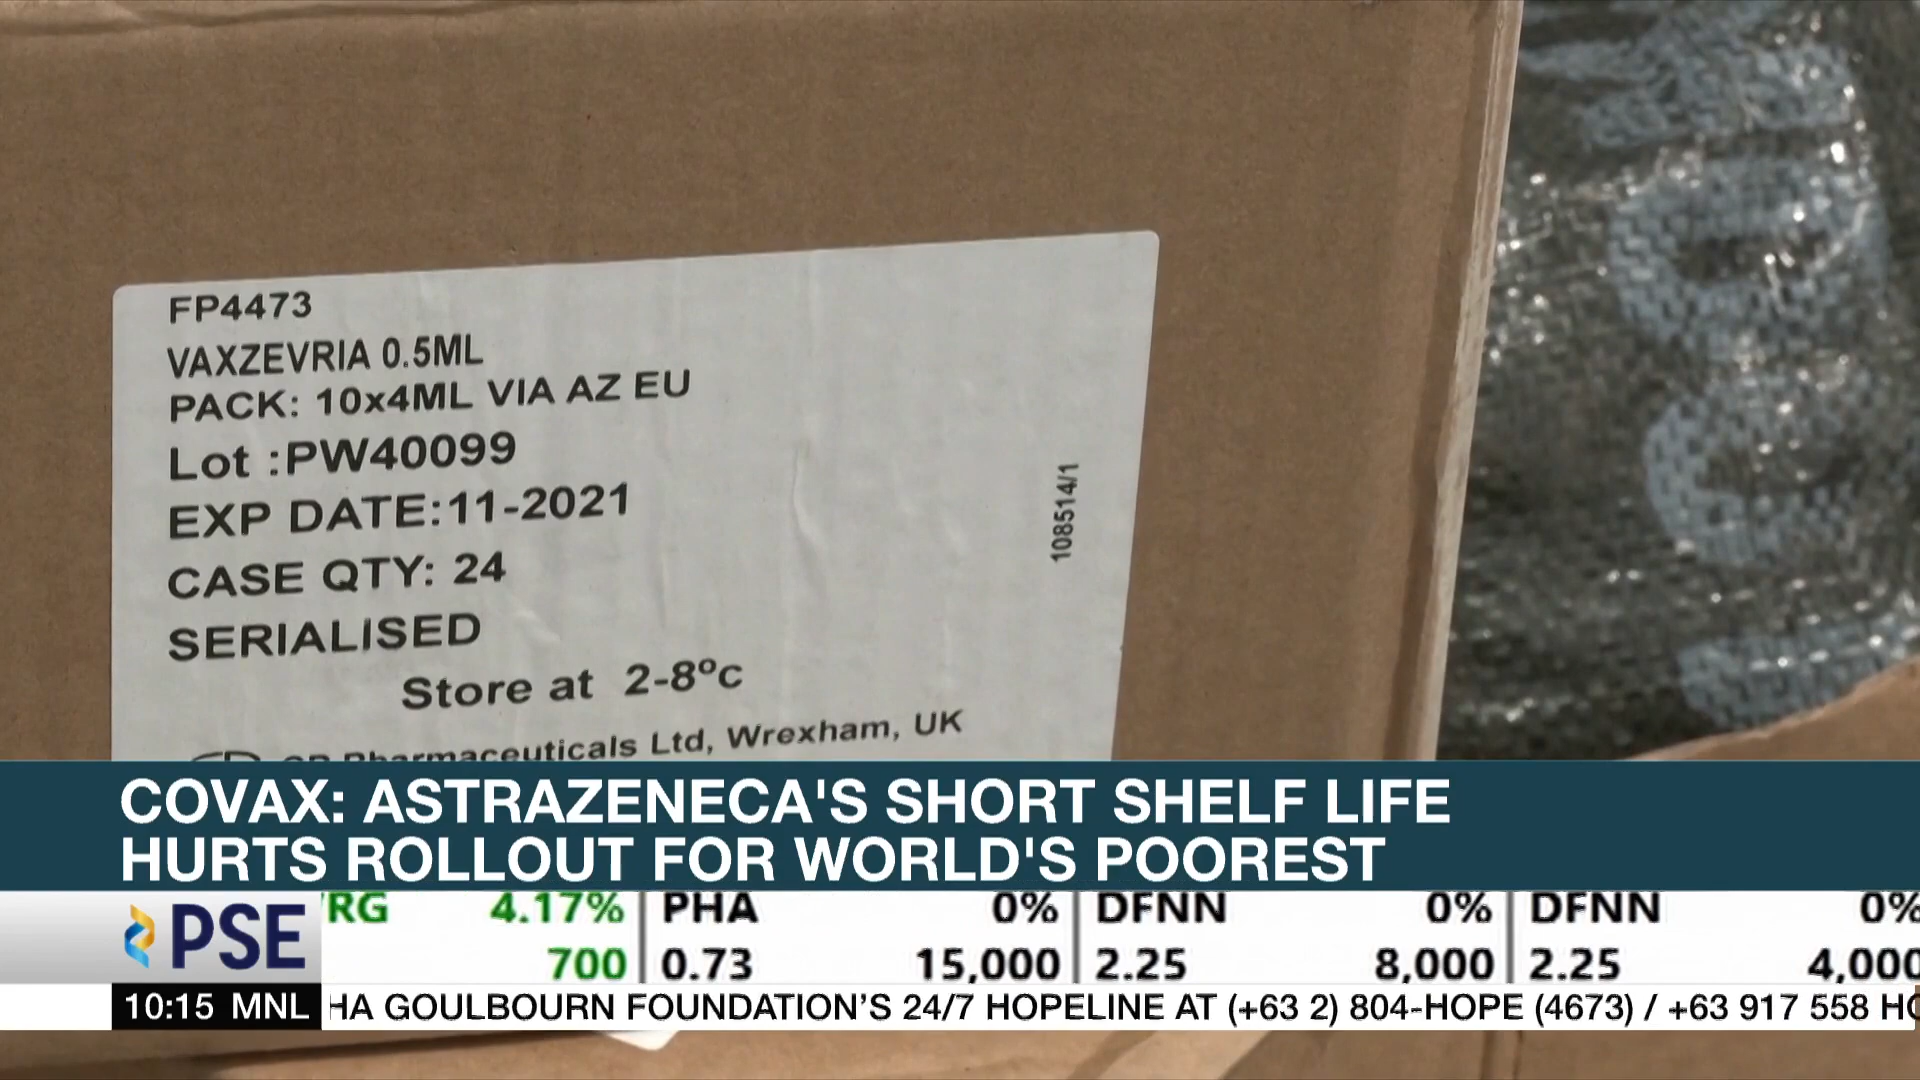 FP4473
VAXZEVRIA 0.5ML
PACK: 10x4ML VIA AZ EU
Lot :PW40099
EXP DATE:11-2021
CASE QTY: 24
SERIALISED
Store at 2-8ºc
Pharmaceuticals Ltd, Wrexham, UK
108514/1
COVAX: ASTRAZENECA'S SHORT SHELF LIFE
HURTS ROLLOUT FOR WORLD'S POOREST
PSE
RG 4.17% PHA 0% DFNN 0% DFNN 0%
700 0.73 15,000 2.25 8,000 2.25 4,000
10:15 MNL HA GOULBOURN FOUNDATION'S 24/7 HOPELINE AT (+63 2) 804-HOPE (4673) / +63 917 558